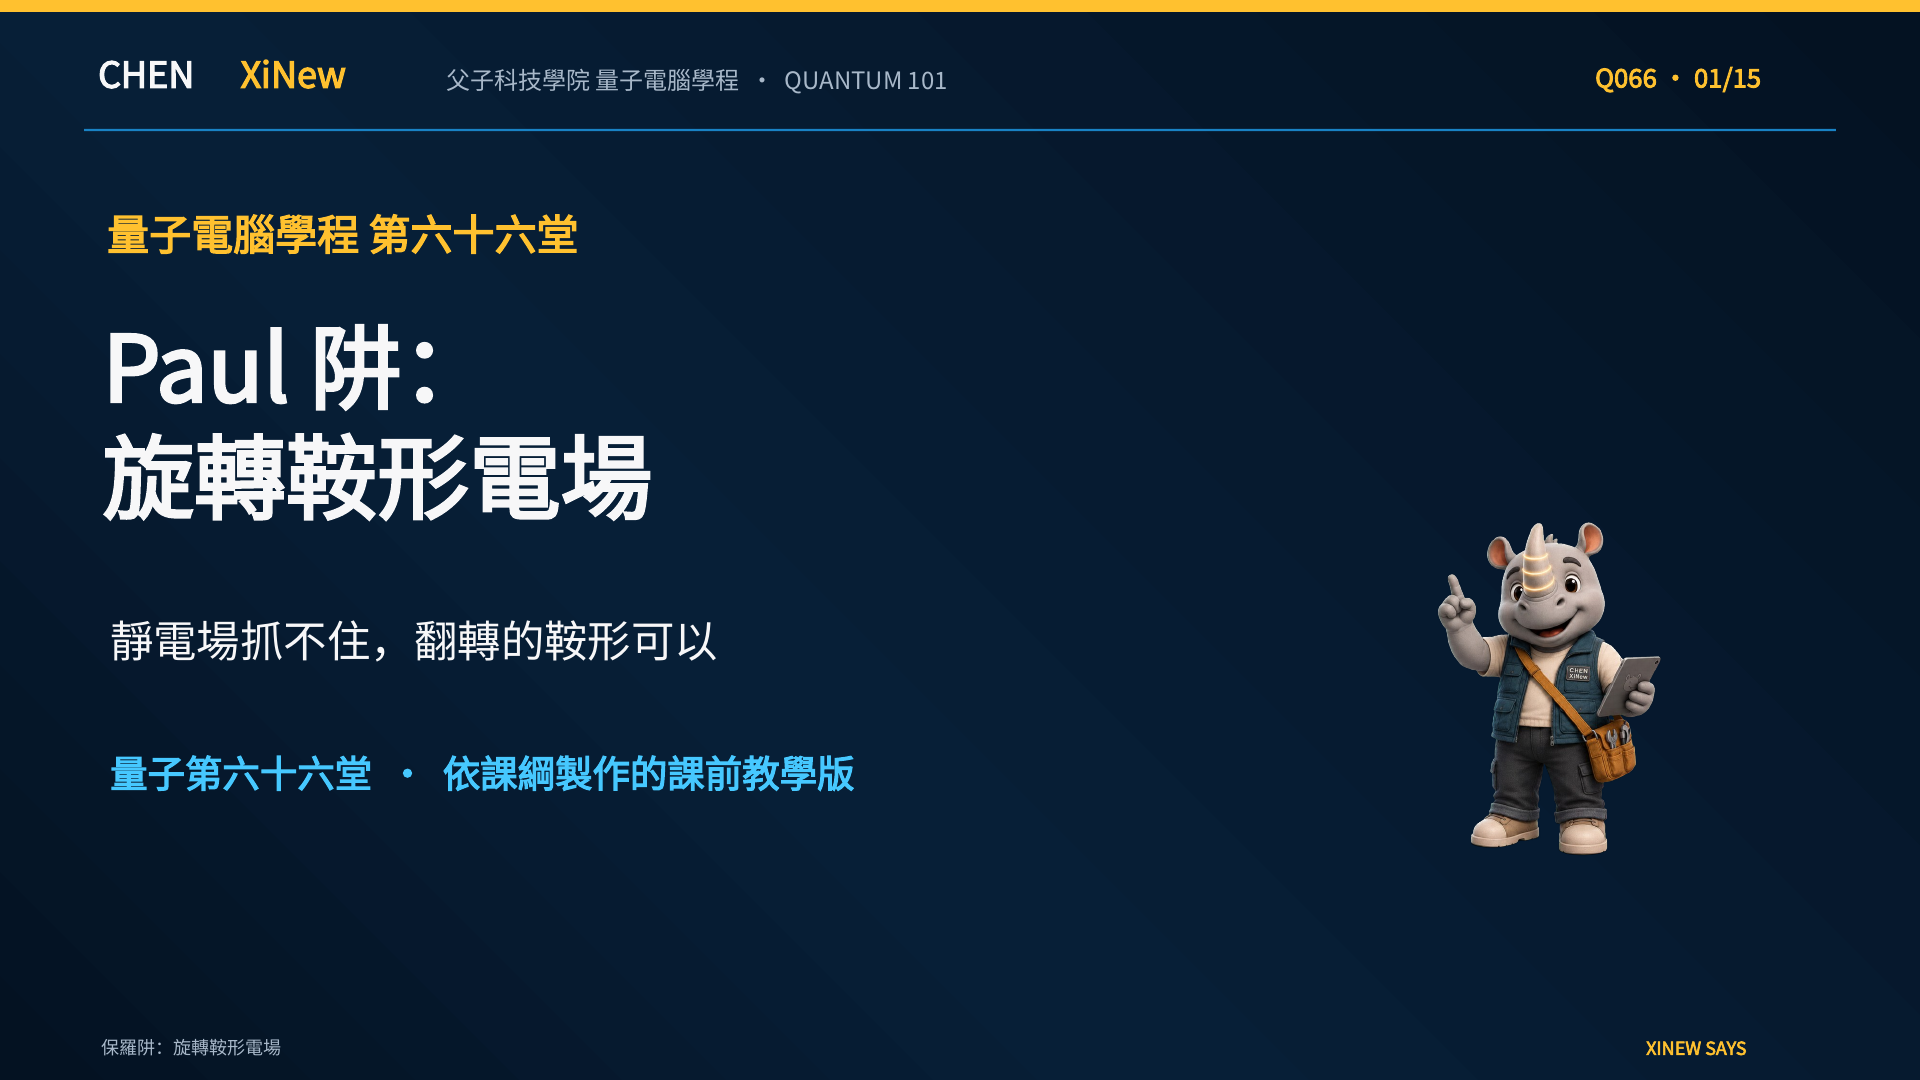 CHEN XiNew 父子科技學院 量子電腦學程 • QUANTUM 101 Q066 • 01/15
量子電腦學程 第六十六堂
Paul 阱：
旋轉鞍形電場
靜電場抓不住，翻轉的鞍形可以
量子第六十六堂 • 依課綱製作的課前教學版
CHEN
XiNew
保羅阱：旋轉鞍形電場 XINEW SAYS